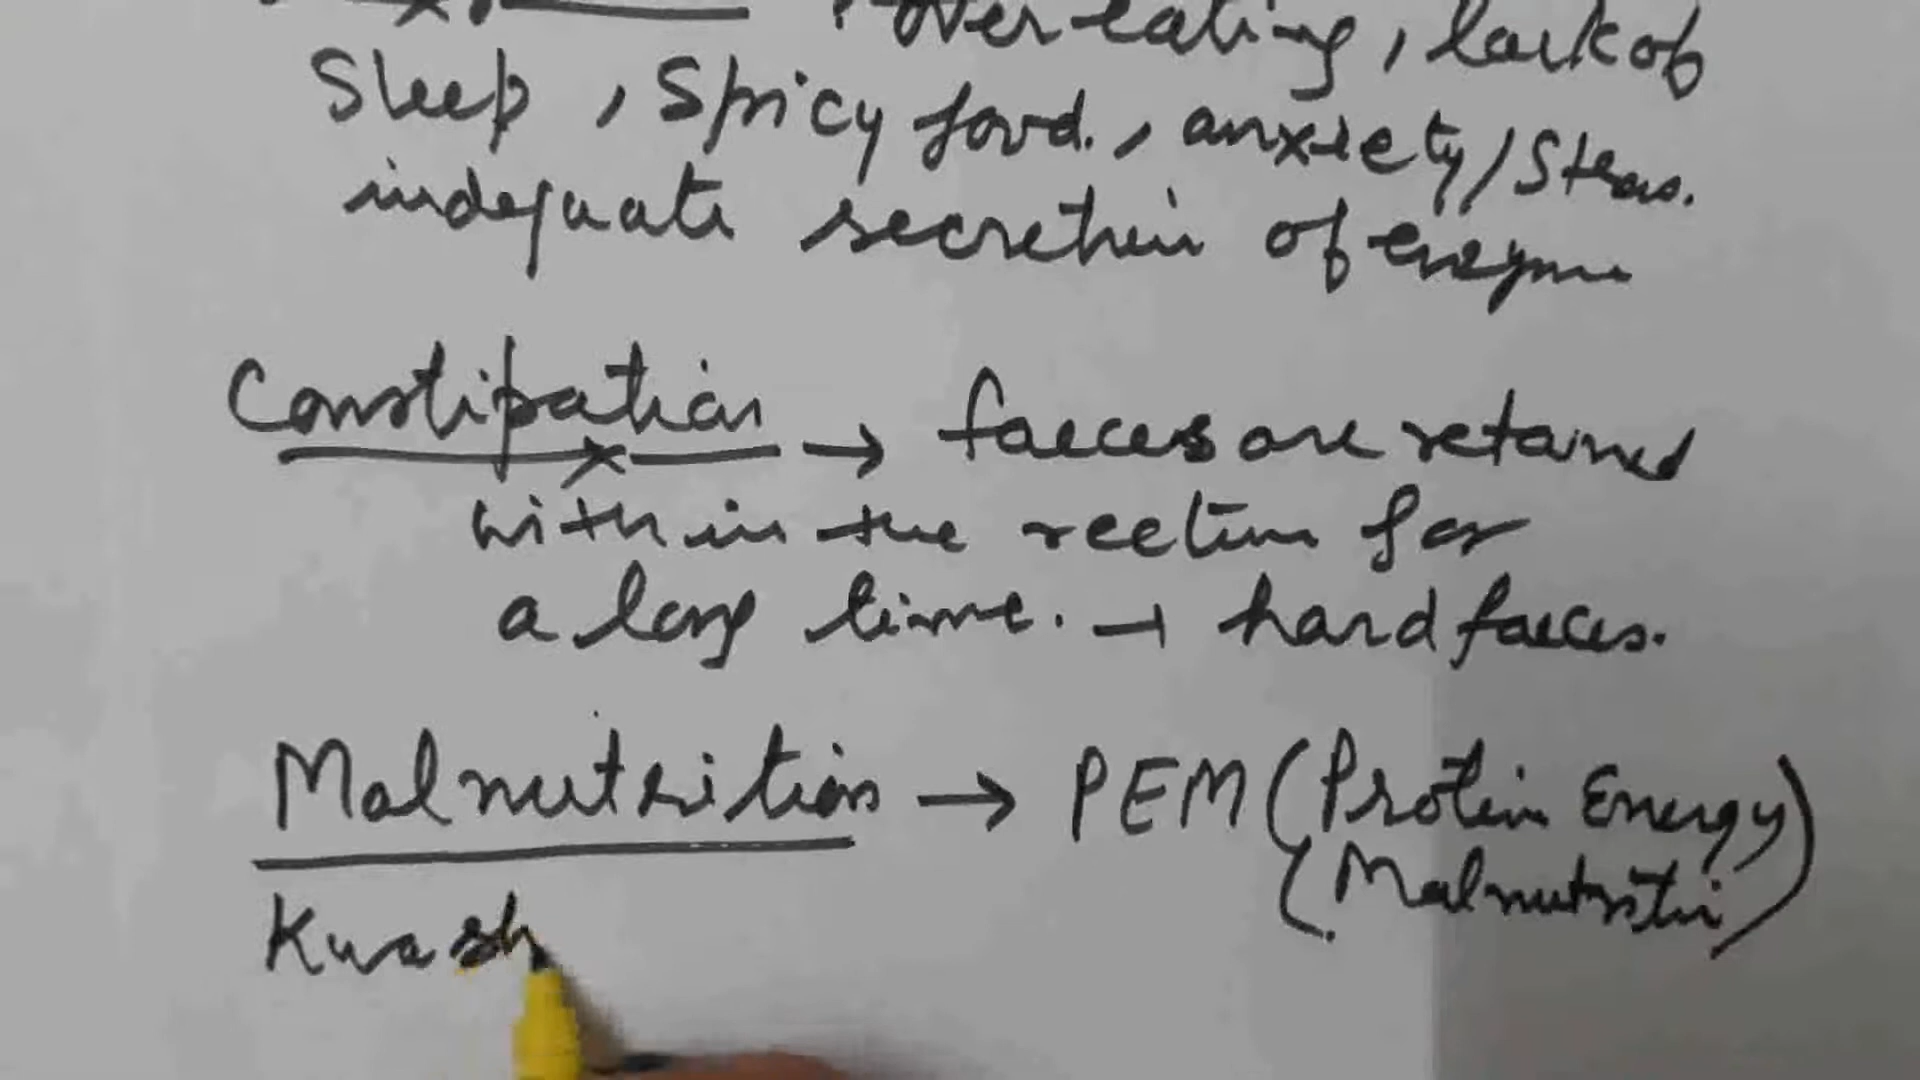 over eating, lack of
Sleep, Spicy food., anxiety/Stress.
indequate secretion of enzyme
Constipation → faeces are retained
within the rectum for
a long time. → hard faeces.
Malnutrition → PEM (Protein Energy)
(Malnutrition)
Kwash